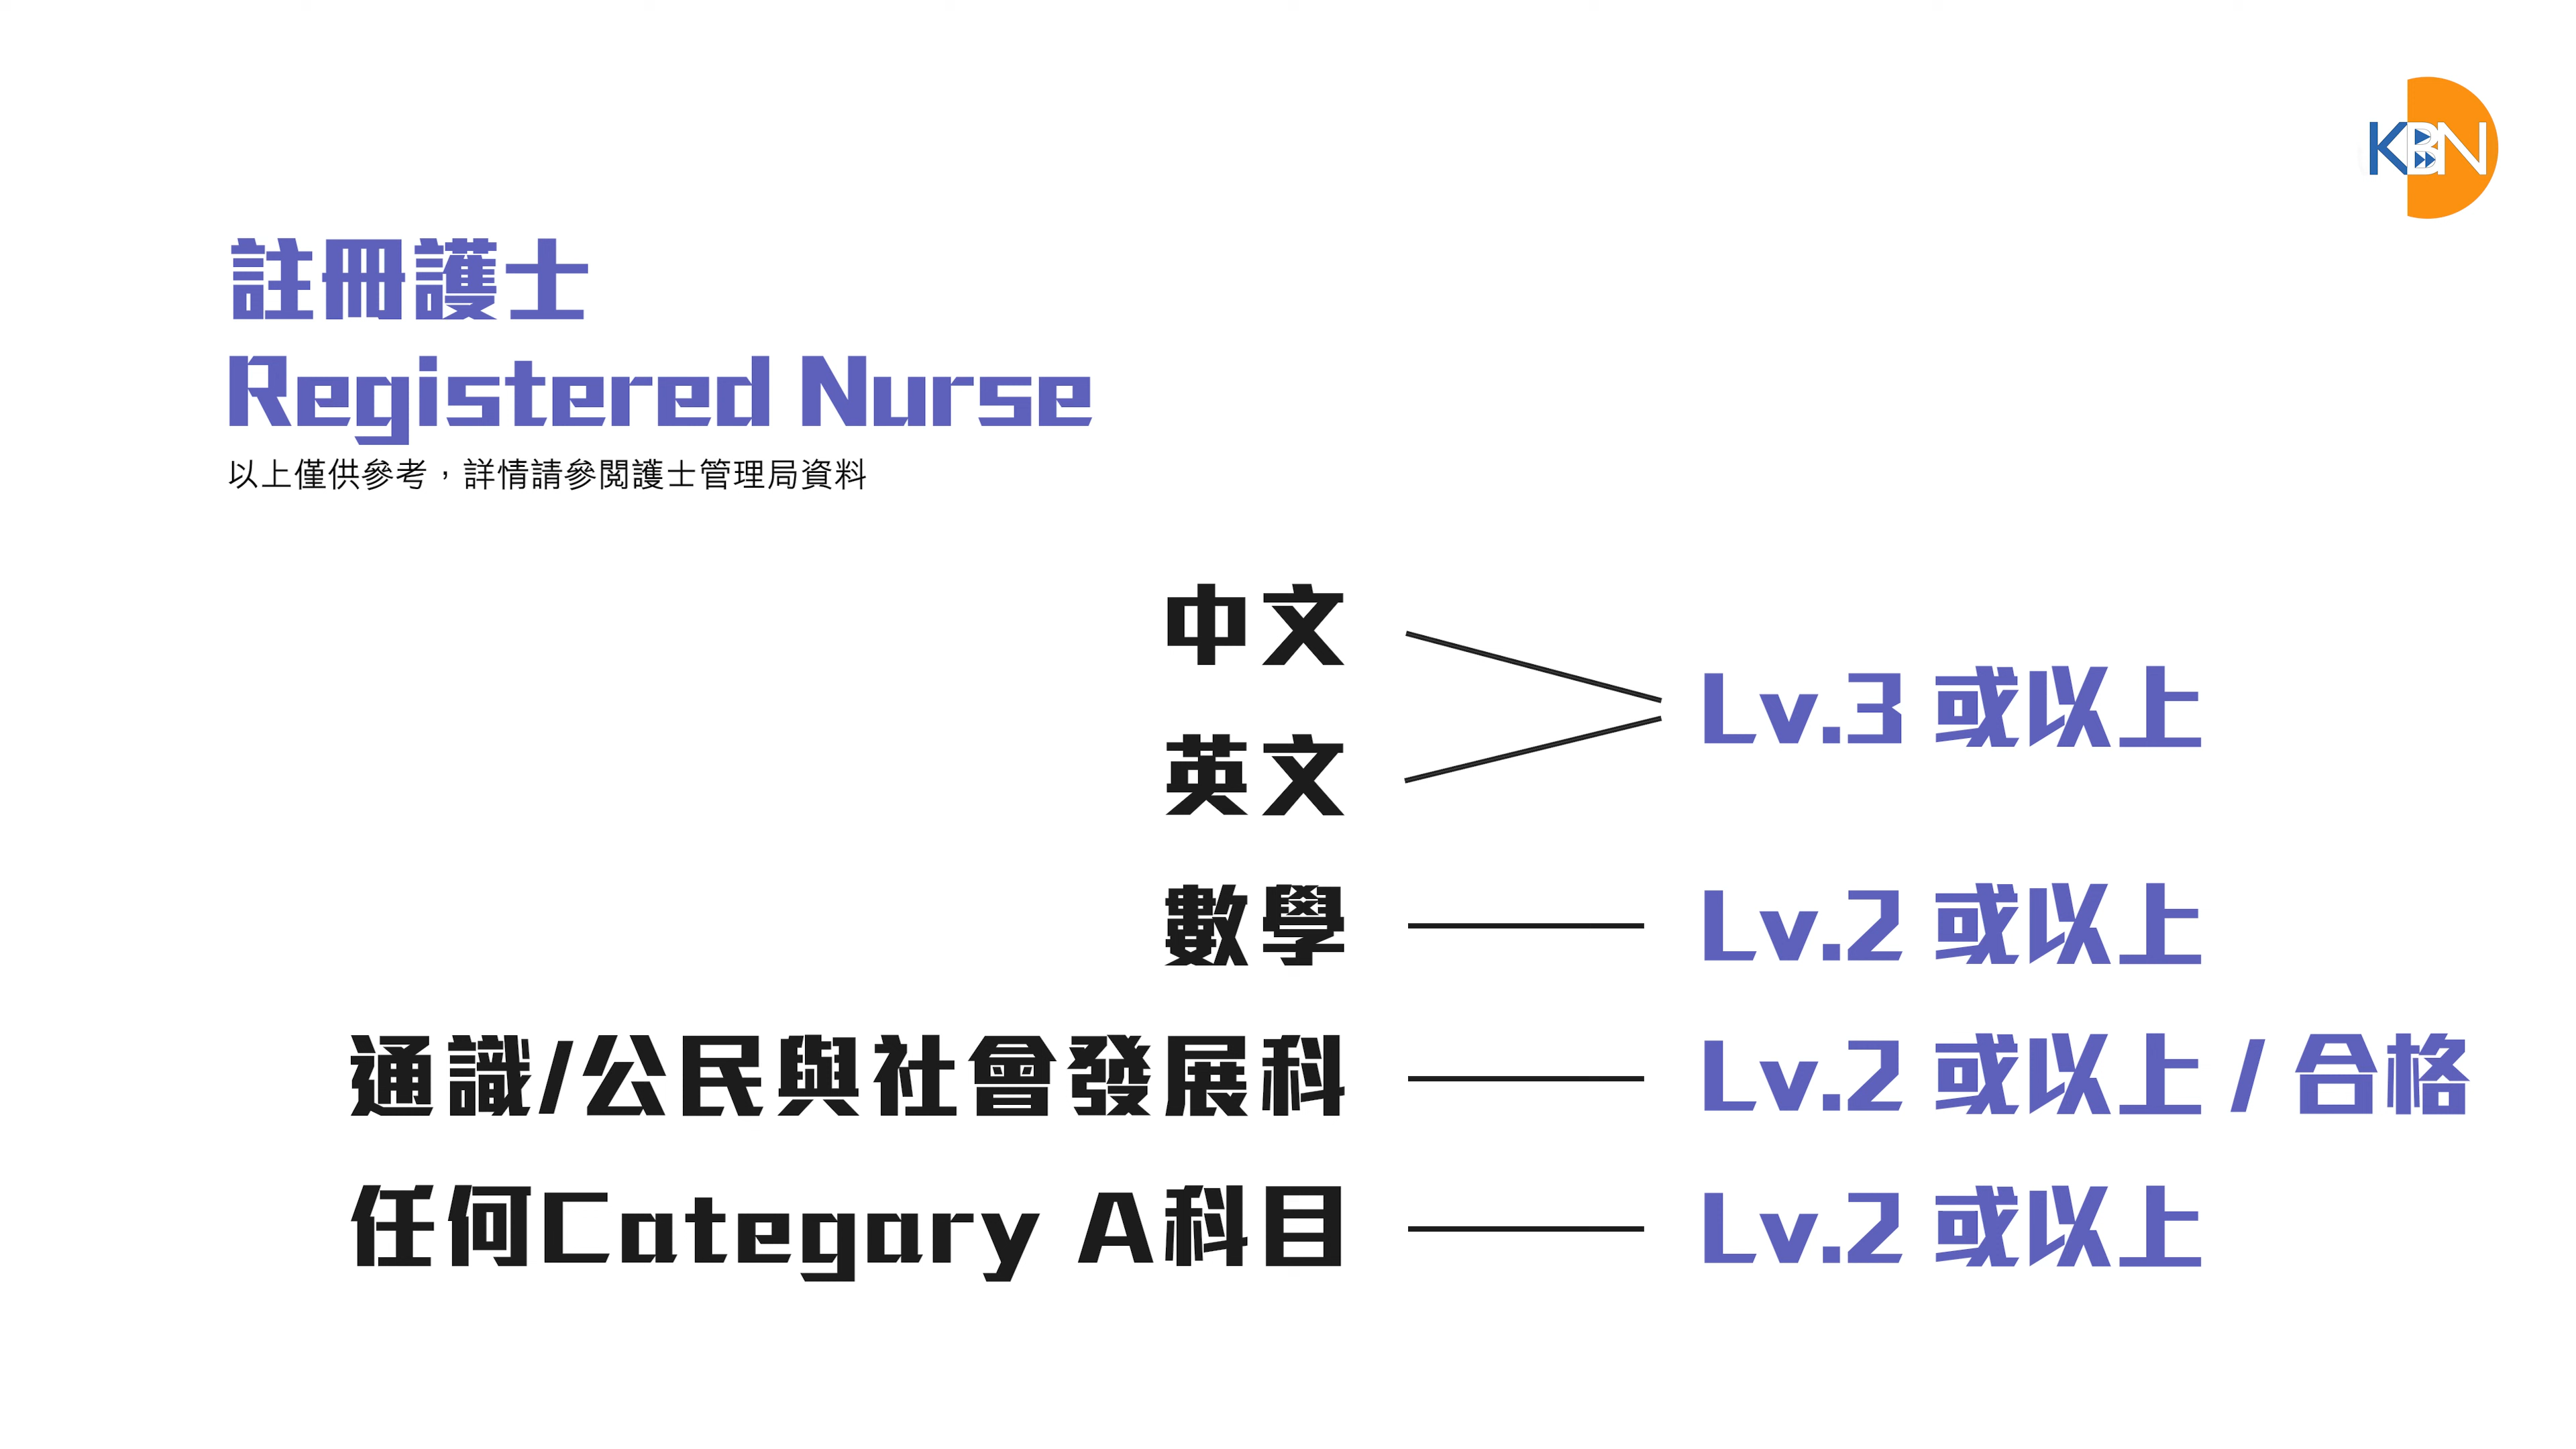 KBN
註冊護士
Registered Nurse
以上僅供參考，詳情請參閱護士管理局資料
中文
英文
Lv.3 或以上
數學 Lv.2 或以上
通識/公民與社會發展科 Lv.2 或以上 / 合格
任何Categary A科目 Lv.2 或以上